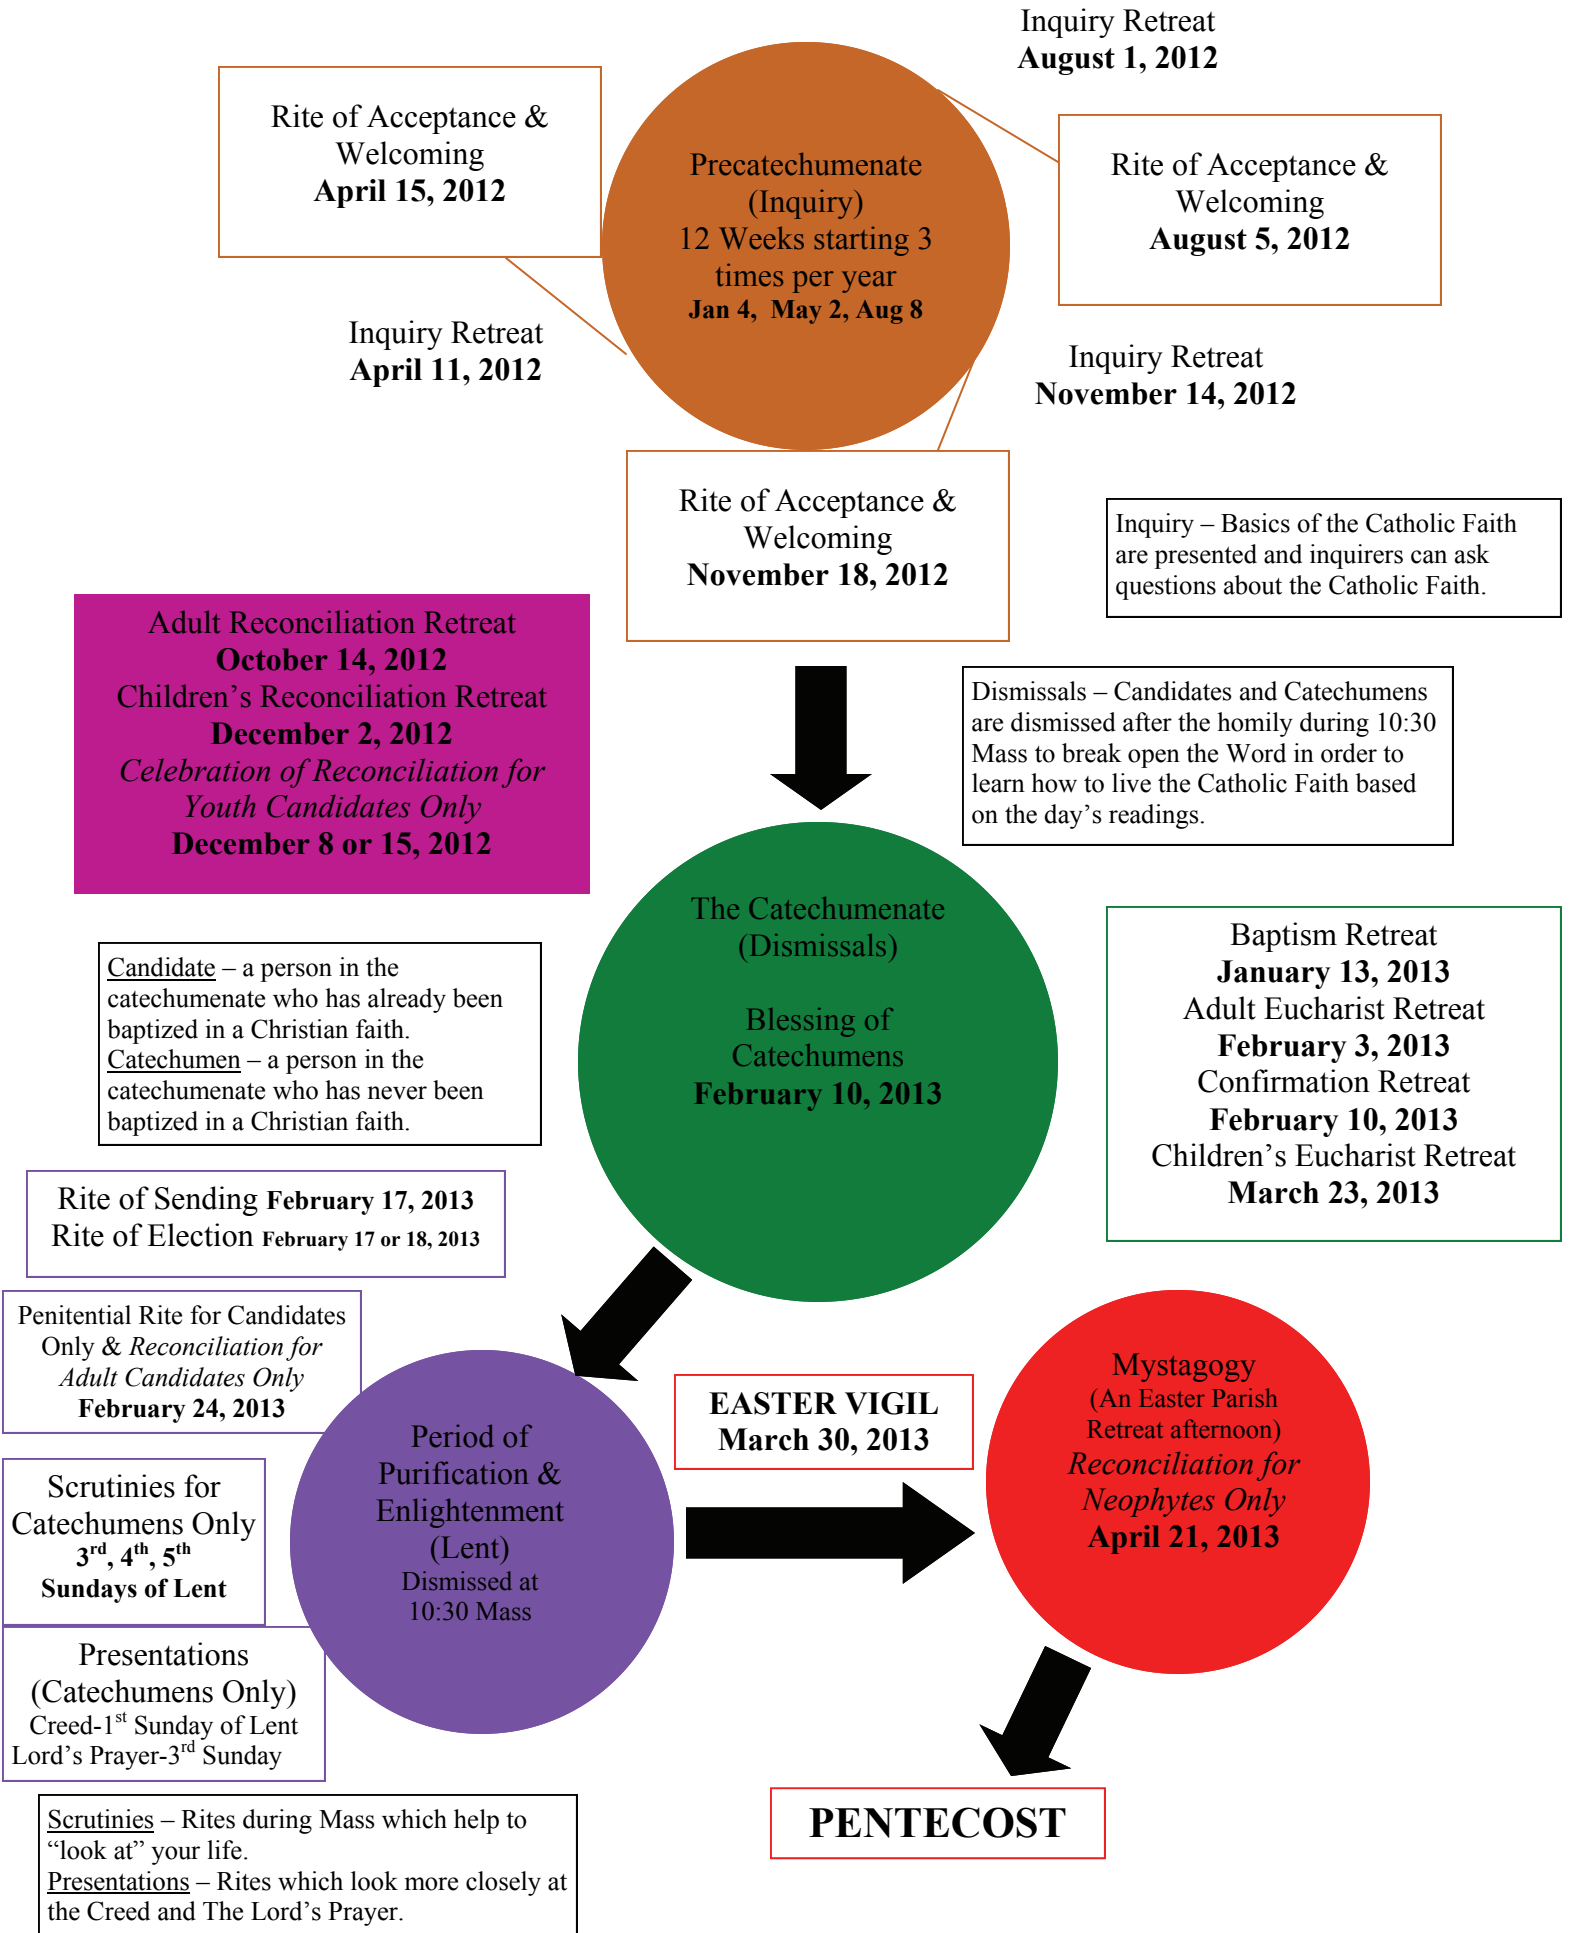 Inquiry Retreat
August 1, 2012
Rite of Acceptance &
Welcoming
April 15, 2012
Precatechumenate
(Inquiry)
12 Weeks starting 3
times per year
Jan 4, May 2, Aug 8
Rite of Acceptance &
Welcoming
August 5, 2012
Inquiry Retreat
April 11, 2012
Inquiry Retreat
November 14, 2012
Rite of Acceptance &
Welcoming
November 18, 2012
Inquiry – Basics of the Catholic Faith
are presented and inquirers can ask
questions about the Catholic Faith.
Adult Reconciliation Retreat
October 14, 2012
Children’s Reconciliation Retreat
December 2, 2012
Celebration of Reconciliation for
Youth Candidates Only
December 8 or 15, 2012
Dismissals – Candidates and Catechumens
are dismissed after the homily during 10:30
Mass to break open the Word in order to
learn how to live the Catholic Faith based
on the day’s readings.
The Catechumenate
(Dismissals)
Blessing of
Catechumens
February 10, 2013
Candidate – a person in the
catechumenate who has already been
baptized in a Christian faith.
Catechumen – a person in the
catechumenate who has never been
baptized in a Christian faith.
Baptism Retreat
January 13, 2013
Adult Eucharist Retreat
February 3, 2013
Confirmation Retreat
February 10, 2013
Children’s Eucharist Retreat
March 23, 2013
Rite of Sending February 17, 2013
Rite of Election February 17 or 18, 2013
Penitential Rite for Candidates
Only & Reconciliation for
Adult Candidates Only
February 24, 2013
Scrutinies for
Catechumens Only
3rd, 4th, 5th
Sundays of Lent
Presentations
(Catechumens Only)
Creed-1st Sunday of Lent
Lord’s Prayer-3rd Sunday
Period of
Purification &
Enlightenment
(Lent)
Dismissed at
10:30 Mass
EASTER VIGIL
March 30, 2013
Mystagogy
(An Easter Parish
Retreat afternoon)
Reconciliation for
Neophytes Only
April 21, 2013
PENTECOST
Scrutinies – Rites during Mass which help to
“look at” your life.
Presentations – Rites which look more closely at
the Creed and The Lord’s Prayer.